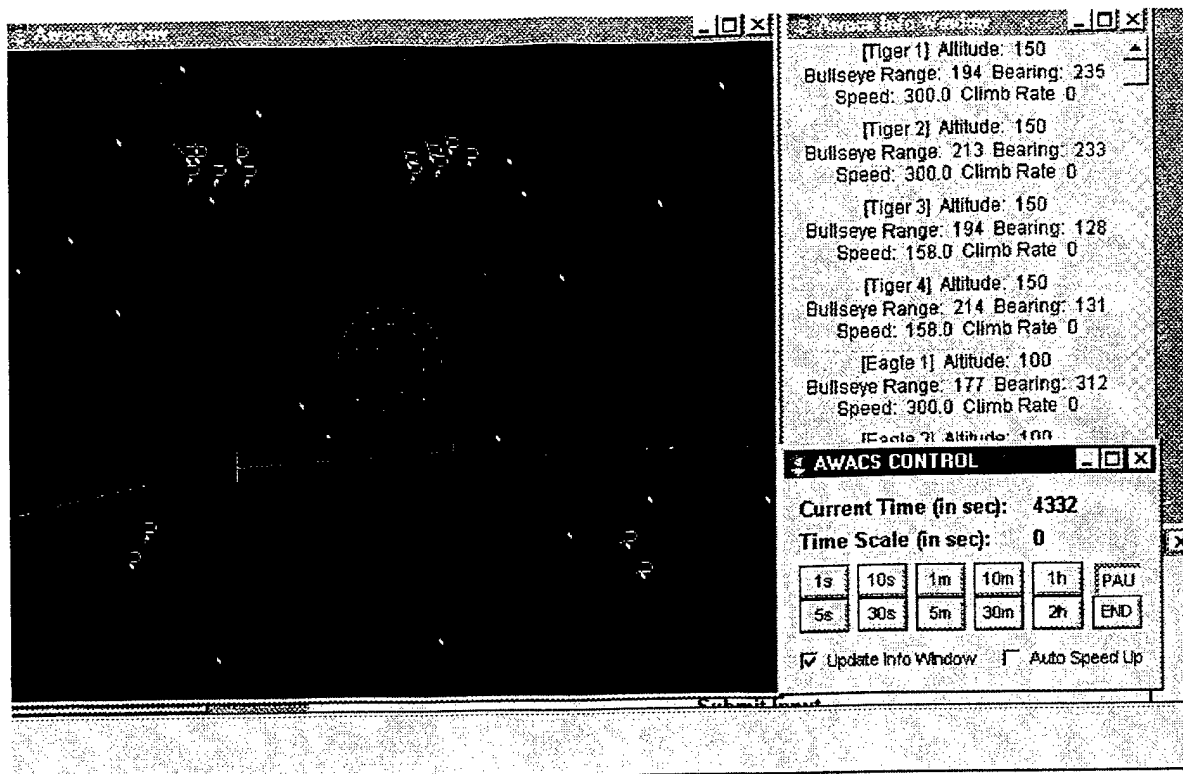 Awacs Window
Awacs Info Window
[Tiger 1] Altitude: 150
Bullseye Range: 194 Bearing: 235
Speed: 300.0 Climb Rate 0
[Tiger 2] Altitude: 150
Bullseye Range: 213 Bearing: 233
Speed: 300.0 Climb Rate 0
[Tiger 3] Altitude: 150
Bullseye Range: 194 Bearing: 128
Speed: 158.0 Climb Rate 0
[Tiger 4] Altitude: 150
Bullseye Range: 214 Bearing: 131
Speed: 158.0 Climb Rate 0
[Eagle 1] Altitude: 100
Bullseye Range: 177 Bearing: 312
Speed: 300.0 Climb Rate 0
[Eagle 2] Altitude: 100
AWACS CONTROL
Current Time (in sec): 4332
Time Scale (in sec): 0
1s 10s 1m 10m 1h PAU
5s 30s 5m 30m 2h END
Update Info Window Auto Speed Up
Submit Input